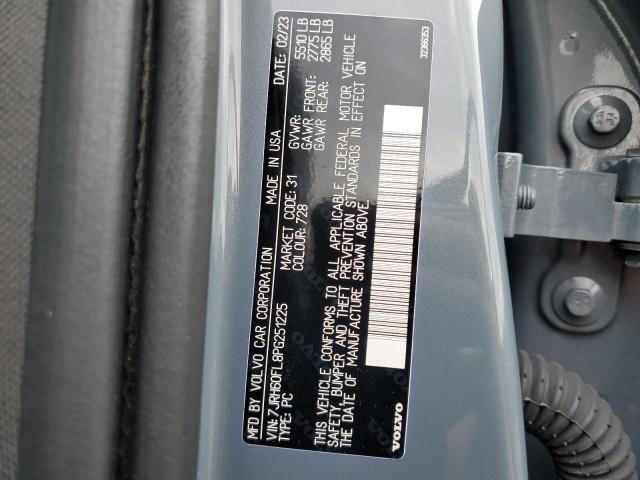 MFD BY VOLVO CAR CORPORATION MADE IN USA DATE: 02/23
VIN: 7JRH60FL8PG251225
TYPE: PC MARKET CODE: 31 GVWR: 5510 LB
COLOUR: 728 GAWR FRONT: 2775 LB
GAWR REAR: 2865 LB
THIS VEHICLE CONFORMS TO ALL APPLICABLE FEDERAL MOTOR VEHICLE
SAFETY, BUMPER AND THEFT PREVENTION STANDARDS IN EFFECT ON
THE DATE OF MANUFACTURE SHOWN ABOVE.
VOLVO 32366353